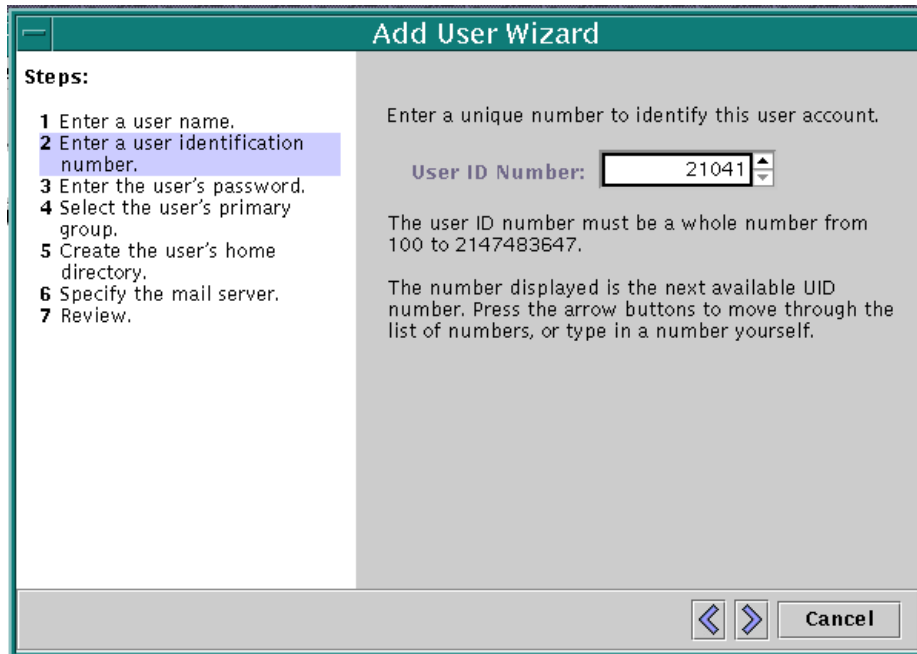 Add User Wizard
Steps:
1 Enter a user name.
2 Enter a user identification
number.
3 Enter the user's password.
4 Select the user's primary
group.
5 Create the user's home
directory.
6 Specify the mail server.
7 Review.
Enter a unique number to identify this user account.
User ID Number: 21041
The user ID number must be a whole number from
100 to 2147483647.
The number displayed is the next available UID
number. Press the arrow buttons to move through the
list of numbers, or type in a number yourself.
Cancel